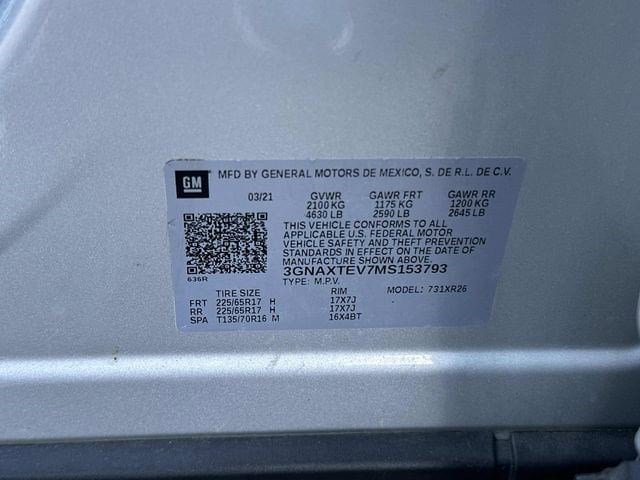 GM MFD BY GENERAL MOTORS DE MEXICO, S. DE R.L. DE C.V.
03/21 GVWR GAWR FRT GAWR RR
2100 KG 1175 KG 1200 KG
4630 LB 2590 LB 2645 LB
THIS VEHICLE CONFORMS TO ALL
APPLICABLE U.S. FEDERAL MOTOR
VEHICLE SAFETY AND THEFT PREVENTION
STANDARDS IN EFFECT ON THE DATE OF
MANUFACTURE SHOWN ABOVE.
3GNAXTEV7MS153793
636R TYPE: M.P.V. MODEL: 731XR26
TIRE SIZE RIM
FRT 225/65R17 H 17X7J
RR 225/65R17 H 17X7J
SPA T135/70R16 M 16X4BT